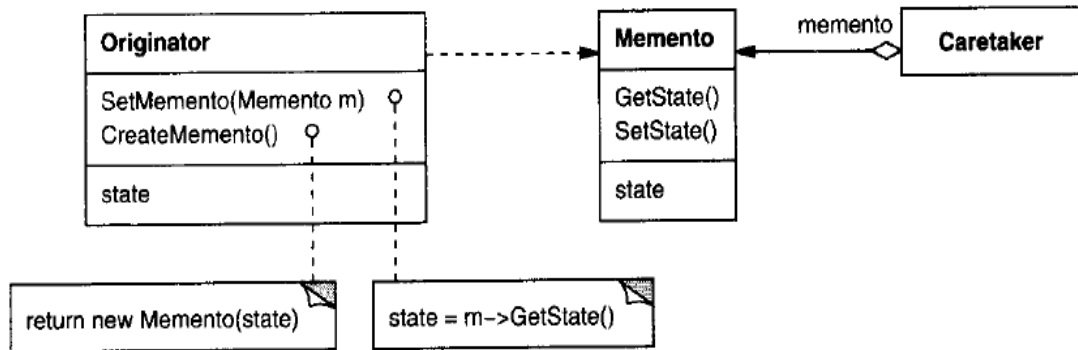 Originator
SetMemento(Memento m)
CreateMemento()
state
Memento
GetState()
SetState()
state
memento
Caretaker
return new Memento(state)
state = m->GetState()